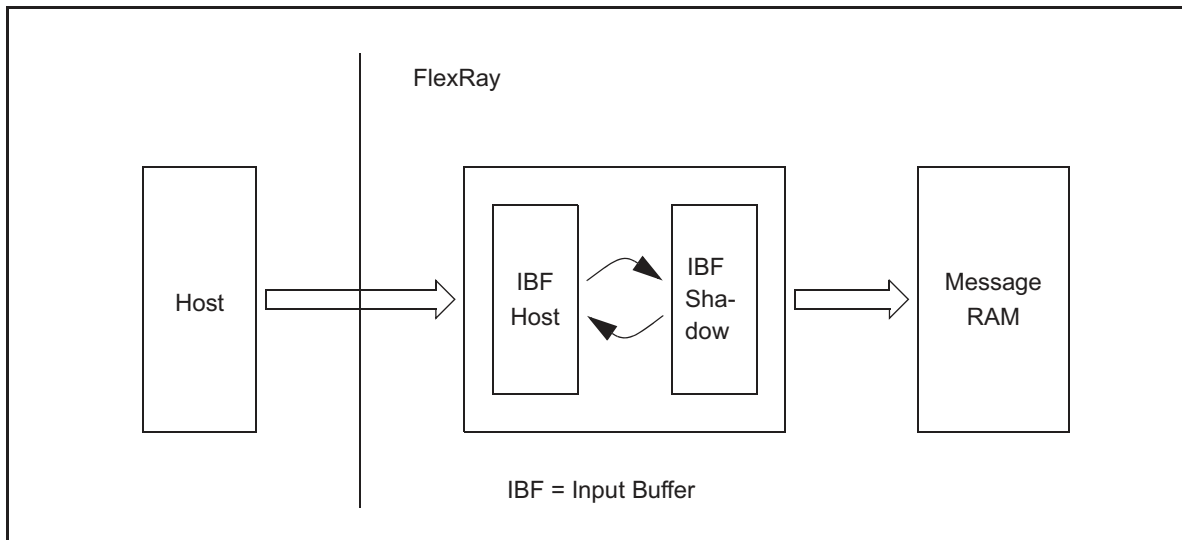 FlexRay
Host
IBF
Host
IBF
Sha-
dow
Message
RAM
IBF = Input Buffer